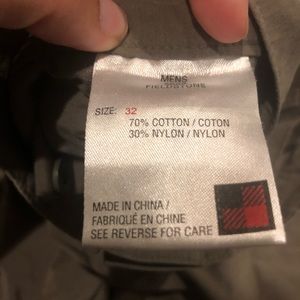 MENS
FIELDSTONE
SIZE: 32
70% COTTON / COTON
30% NYLON / NYLON
MADE IN CHINA /
FABRIQUÉ EN CHINE
SEE REVERSE FOR CARE